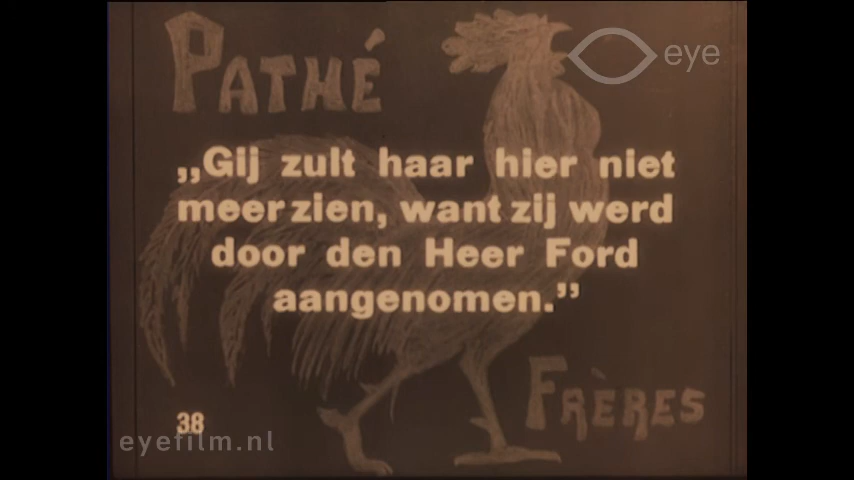 PATHÉ
eye
„Gij zult haar hier niet
meer zien, want zij werd
door den Heer Ford
aangenomen.”
FRÈRES
38
eyefilm.nl